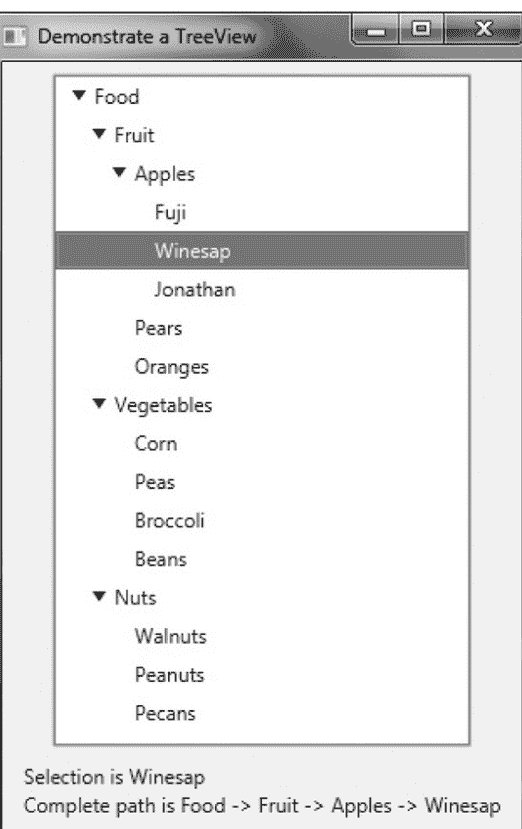 Demonstrate a TreeView
Food
Fruit
Apples
Fuji
Winesap
Jonathan
Pears
Oranges
Vegetables
Corn
Peas
Broccoli
Beans
Nuts
Walnuts
Peanuts
Pecans
Selection is Winesap
Complete path is Food -> Fruit -> Apples -> Winesap